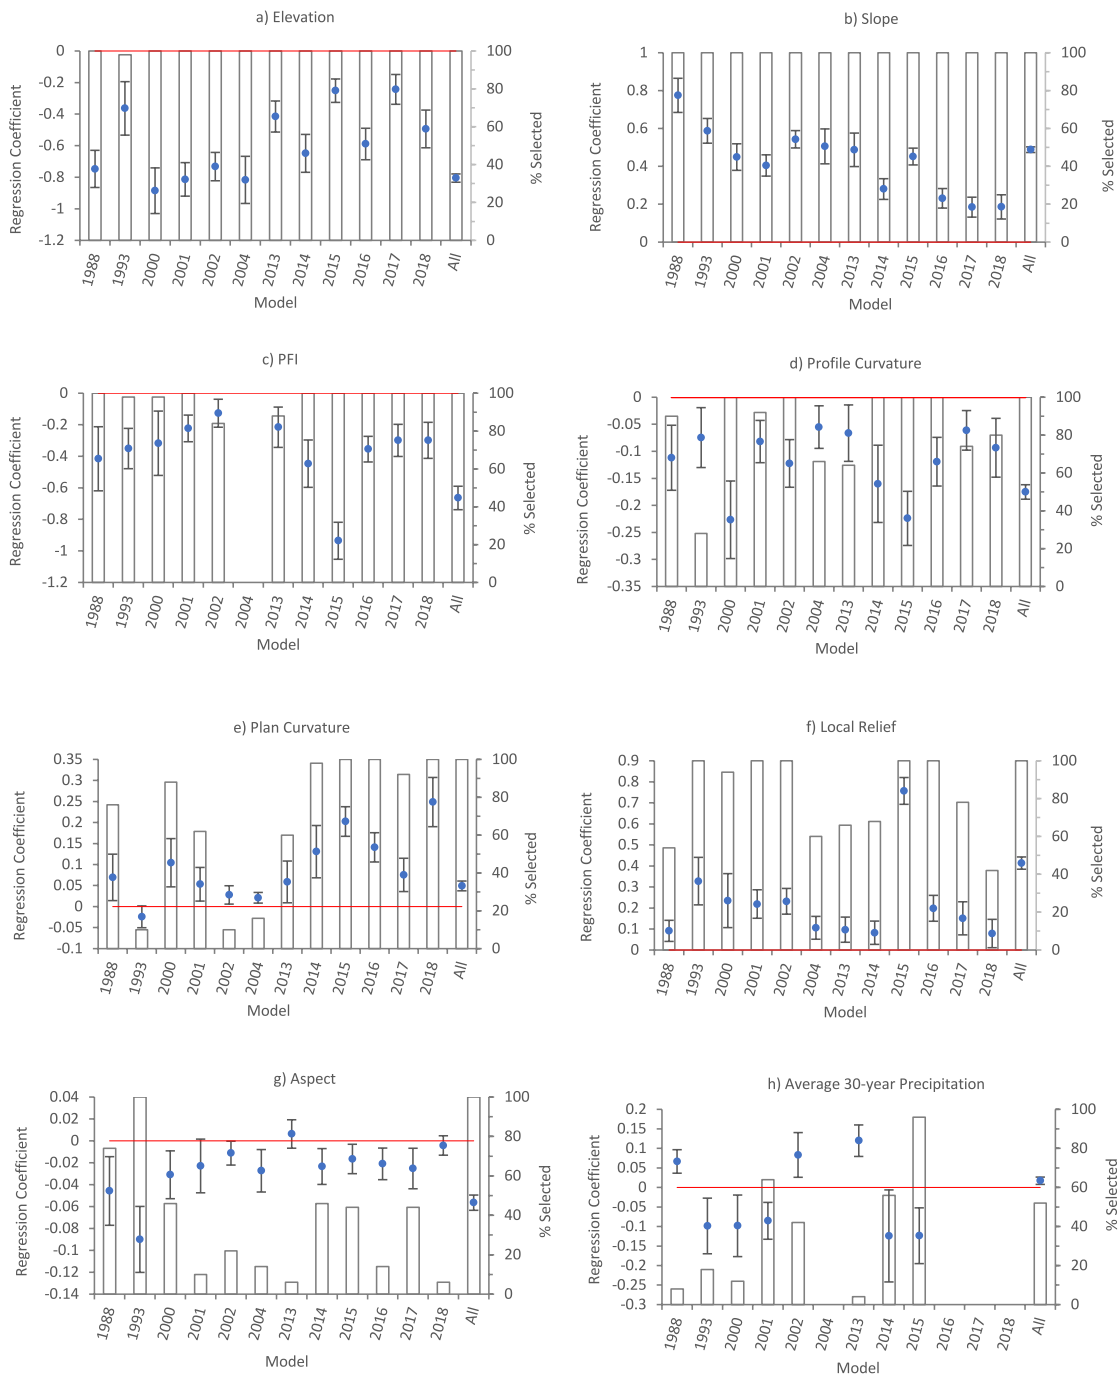 a) Elevation
Regression Coefficient
0
-0.2
-0.4
-0.6
-0.8
-1
-1.2
100
80
60
40
20
0
% Selected
1988 1993 2000 2001 2002 2004 2013 2014 2015 2016 2017 2018 All
Model
b) Slope
Regression Coefficient
1
0.8
0.6
0.4
0.2
0
100
80
60
40
20
0
% Selected
1988 1993 2000 2001 2002 2004 2013 2014 2015 2016 2017 2018 All
Model
c) PFI
Regression Coefficient
0
-0.2
-0.4
-0.6
-0.8
-1
-1.2
100
80
60
40
20
0
% Selected
1988 1993 2000 2001 2002 2004 2013 2014 2015 2016 2017 2018 All
Model
d) Profile Curvature
Regression Coefficient
0
-0.05
-0.1
-0.15
-0.2
-0.25
-0.3
-0.35
100
80
60
40
20
0
% Selected
1988 1993 2000 2001 2002 2004 2013 2014 2015 2016 2017 2018 All
Model
e) Plan Curvature
Regression Coefficient
0.35
0.3
0.25
0.2
0.15
0.1
0.05
0
-0.05
-0.1
100
80
60
40
20
0
% Selected
1988 1993 2000 2001 2002 2004 2013 2014 2015 2016 2017 2018 All
Model
f) Local Relief
Regression Coefficient
0.9
0.8
0.7
0.6
0.5
0.4
0.3
0.2
0.1
0
100
80
60
40
20
0
% Selected
1988 1993 2000 2001 2002 2004 2013 2014 2015 2016 2017 2018 All
Model
g) Aspect
Regression Coefficient
0.04
0.02
0
-0.02
-0.04
-0.06
-0.08
-0.1
-0.12
-0.14
100
80
60
40
20
0
% Selected
1988 1993 2000 2001 2002 2004 2013 2014 2015 2016 2017 2018 All
Model
h) Average 30-year Precipitation
Regression Coefficient
0.2
0.15
0.1
0.05
0
-0.05
-0.1
-0.15
-0.2
-0.25
-0.3
100
80
60
40
20
0
% Selected
1988 1993 2000 2001 2002 2004 2013 2014 2015 2016 2017 2018 All
Model